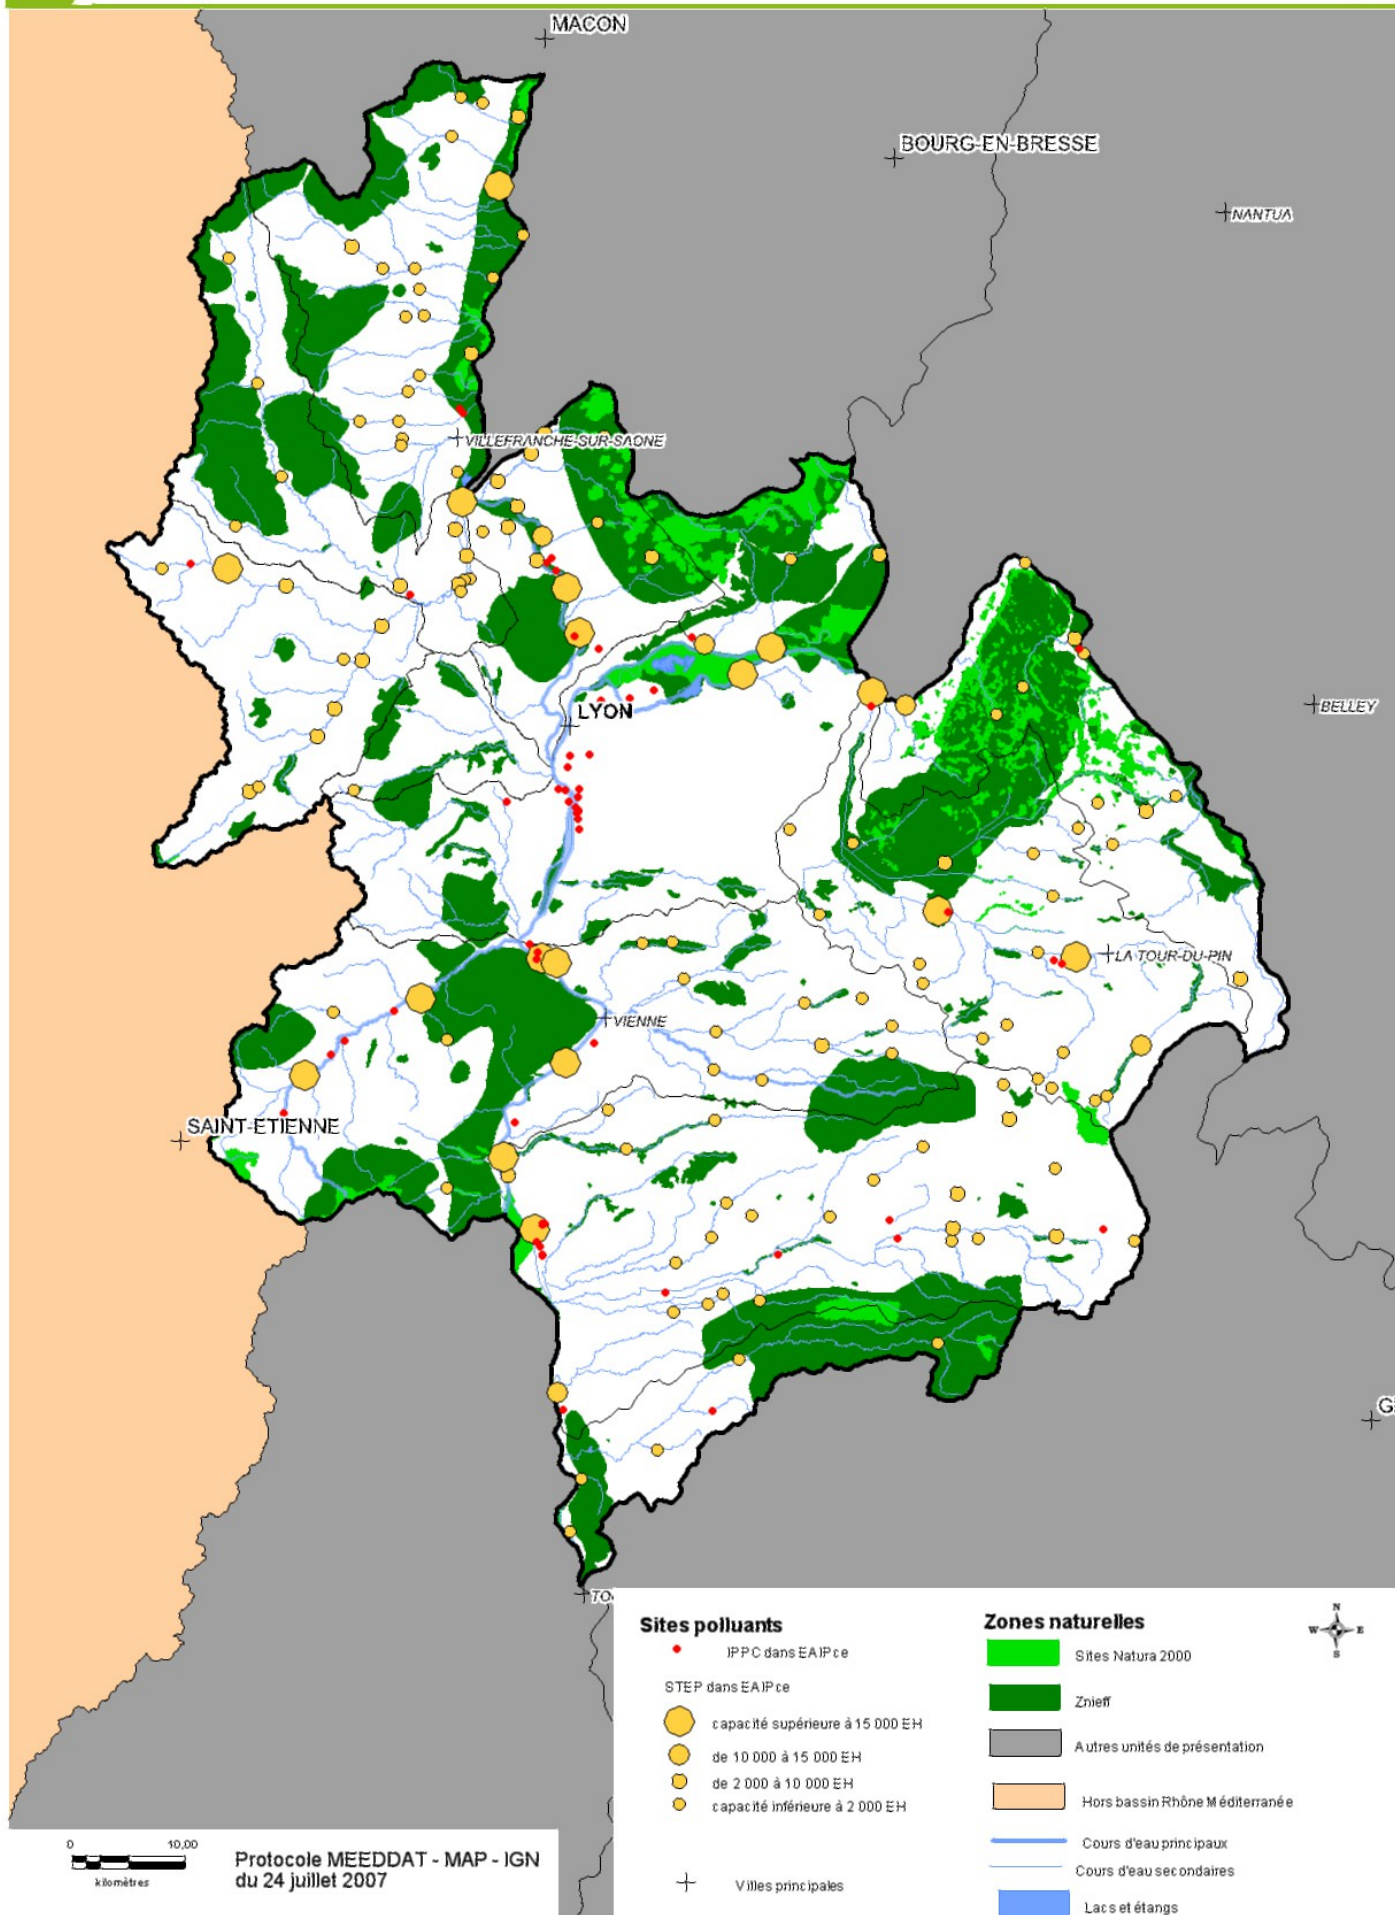 MACON
BOURG-EN-BRESSE
NANTUA
VILLEFRANCHE-SUR-SAONE
LYON
BELLEY
LA TOUR-DU-PIN
VIENNE
SAINT-ETIENNE
G
TO
Sites polluants
IPPC dans EAIPce
STEP dans EAIPce
capacité supérieure à 15 000 EH
de 10 000 à 15 000 EH
de 2 000 à 10 000 EH
capacité inférieure à 2 000 EH
Villes principales
Zones naturelles
Sites Natura 2000
Znieff
Autres unités de présentation
Hors bassin Rhône Méditerranée
Cours d'eau principaux
Cours d'eau secondaires
Lacs et étangs
N
W E
S
0 10,00
kilomètres
Protocole MEEDDAT - MAP - IGN
du 24 juillet 2007